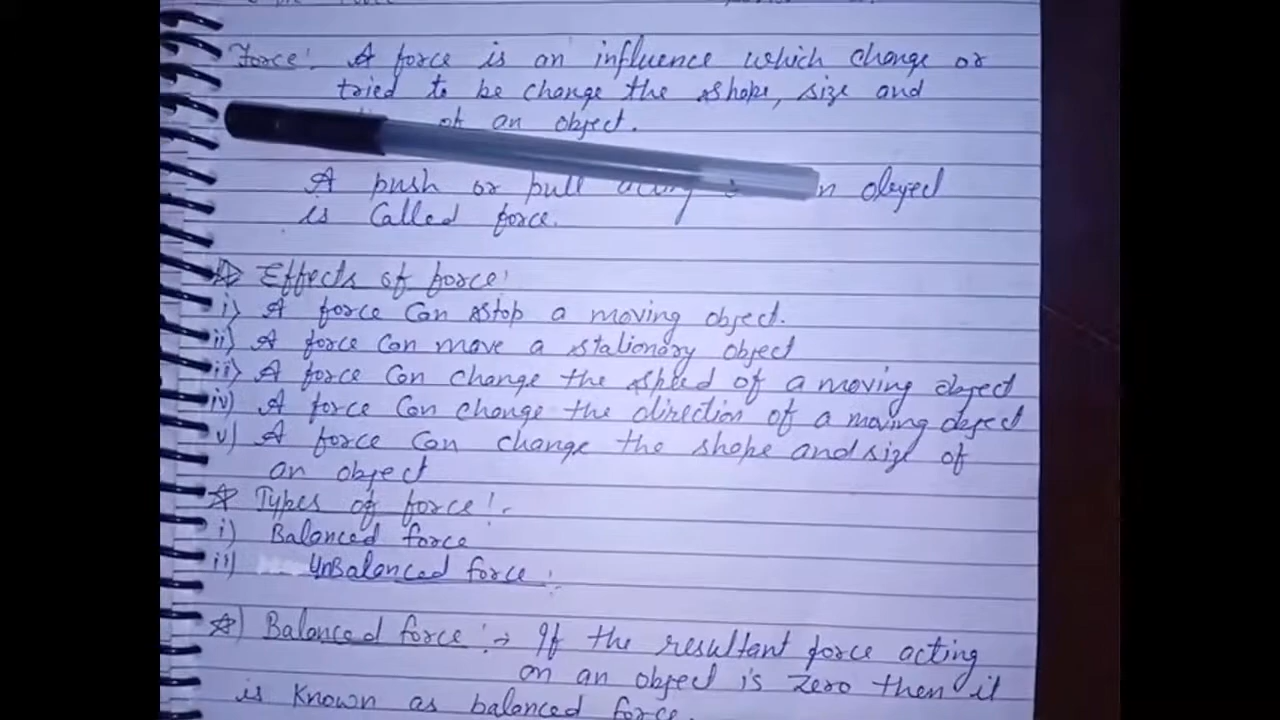 Force: A force is an influence which change or
tried to be change the shape, size and
of an object.
A push or pull acting n object
is Called force.
Effects of force:
i) A force Can stop a moving object.
ii) A force Can move a stationary object
iii) A force Can change the speed of a moving object
iv) A force Can change the direction of a moving object
v) A force Can change the shape and size of
an object
Types of force!-
i) Balanced force
ii) UnBalanced force :
Balanced force :→ If the resultant force acting
on an object is zero then it
is Known as balanced force.